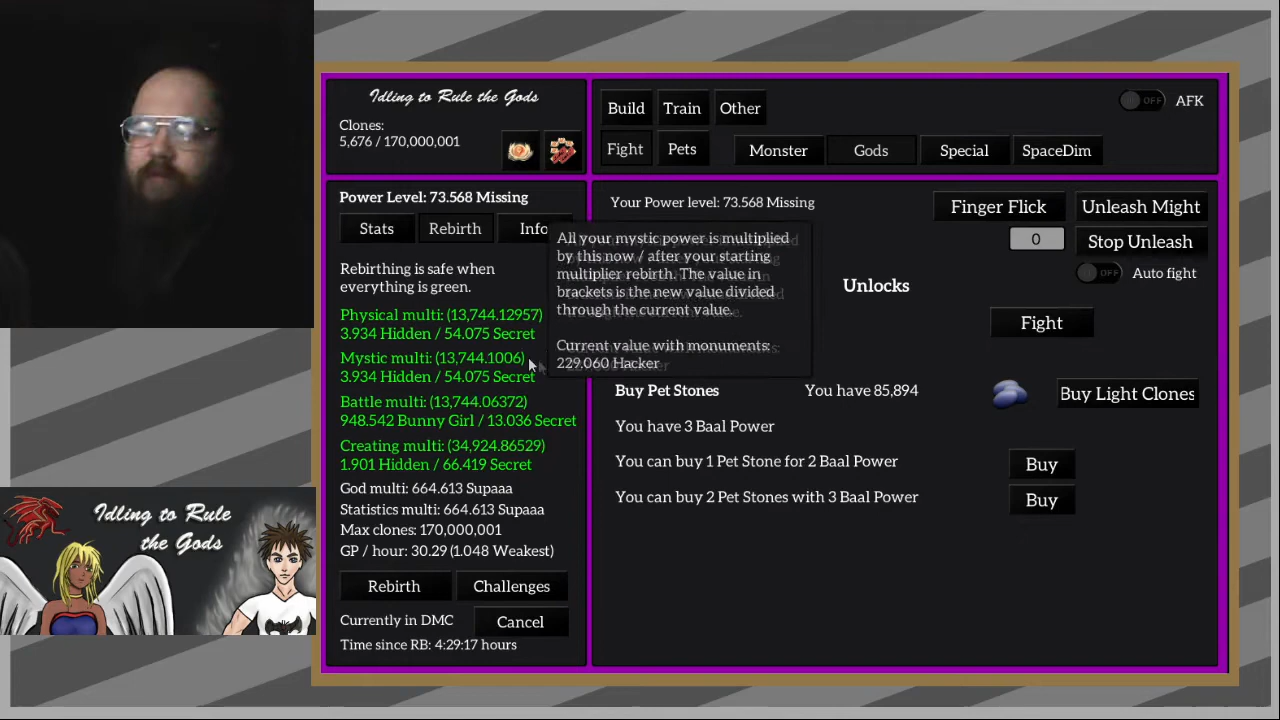 Idling to Rule the Gods
Clones:
5,676 / 170,000,001
Build
Train
Other
OFF
AFK
Fight
Pets
Monster
Gods
Special
SpaceDim
Power Level: 73.568 Missing
Stats
Rebirth
Info
Rebirthing is safe when
everything is green.
Physical multi: (13,744.12957)
3.934 Hidden / 54.075 Secret
Mystic multi: (13,744.1006)
3.934 Hidden / 54.075 Secret
Battle multi: (13,744.06372)
948.542 Bunny Girl / 13.036 Secret
Creating multi: (34,924.86529)
1.901 Hidden / 66.419 Secret
God multi: 664.613 Supaaa
Statistics multi: 664.613 Supaaa
Max clones: 170,000,001
GP / hour: 30.29 (1.048 Weakest)
Rebirth
Challenges
Currently in DMC
Cancel
Time since RB: 4:29:17 hours
Your Power level: 73.568 Missing
Finger Flick
Unleash Might
0
Stop Unleash
OFF
Auto fight
All your mystic power is multiplied
by this now / after your starting
multiplier rebirth. The value in
brackets is the new value divided
through the current value.
Current value with monuments:
229.060 Hacker
Unlocks
Fight
Buy Pet Stones
You have 85,894
Buy Light Clones
You have 3 Baal Power
You can buy 1 Pet Stone for 2 Baal Power
Buy
You can buy 2 Pet Stones with 3 Baal Power
Buy
Idling to Rule
the Gods